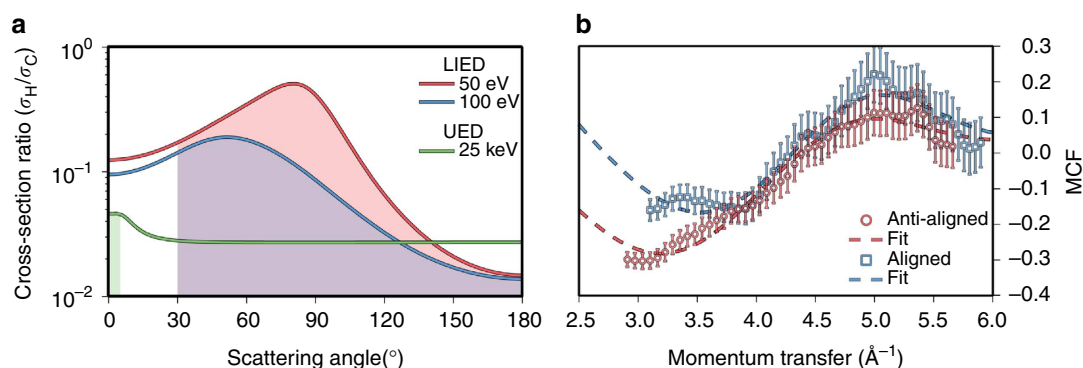 a
Cross-section ratio (σH/σC)
10⁰
10⁻¹
10⁻²
LIED
50 eV
100 eV
UED
25 keV
0 30 60 90 120 150 180
Scattering angle(°)
b
0.3
0.2
0.1
0.0
−0.1
−0.2
−0.3
−0.4
MCF
Anti-aligned
Fit
Aligned
Fit
2.5 3.0 3.5 4.0 4.5 5.0 5.5 6.0
Momentum transfer (Å⁻¹)